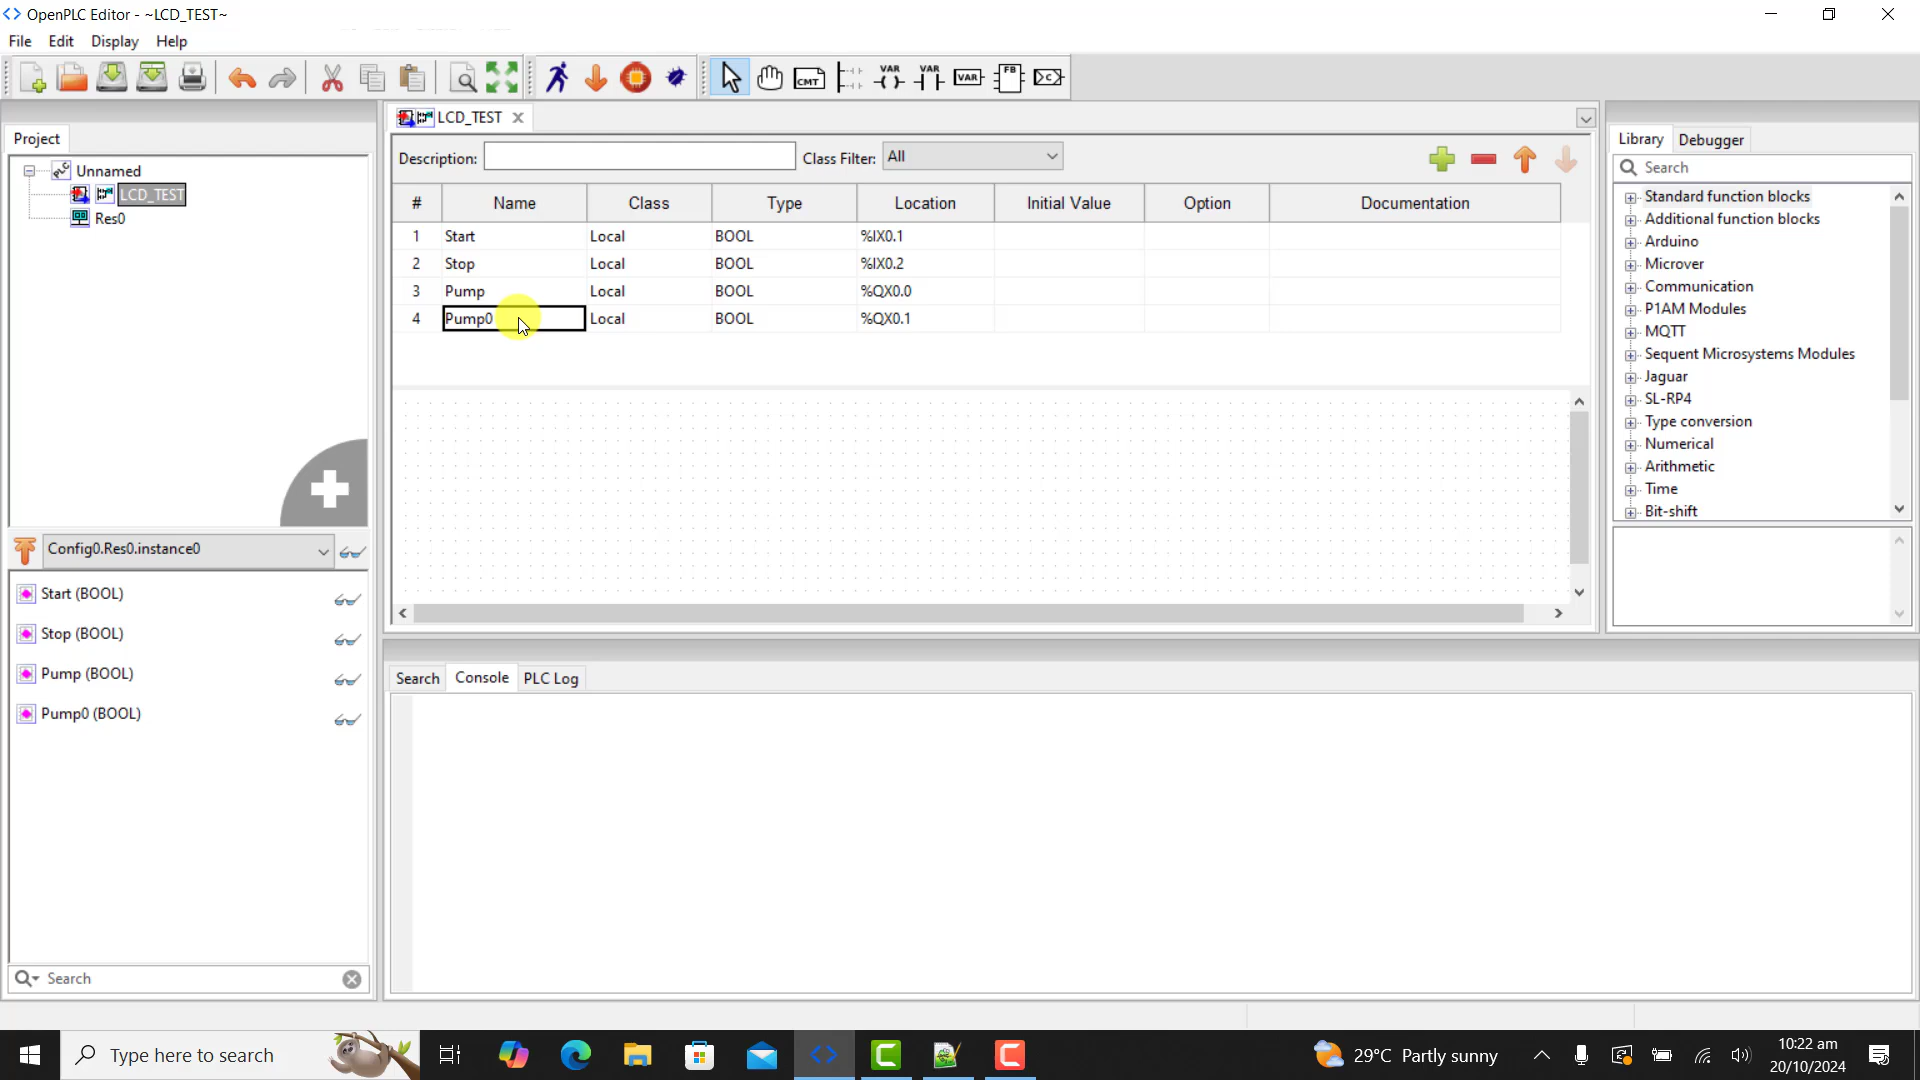 OpenPLC Editor - ~LCD_TEST~
File Edit Display Help
CMT VAR VAR VAR FB >C>
Project
Unnamed
LCD_TEST
Res0
Config0.Res0.instance0
Start (BOOL)
Stop (BOOL)
Pump (BOOL)
Pump0 (BOOL)
Search
LCD_TEST
Description: Class Filter: All
# Name Class Type Location Initial Value Option Documentation
1 Start Local BOOL %IX0.1
2 Stop Local BOOL %IX0.2
3 Pump Local BOOL %QX0.0
4 Pump0 Local BOOL %QX0.1
Search Console PLC Log
Library Debugger
Search
Standard function blocks
Additional function blocks
Arduino
Microver
Communication
P1AM Modules
MQTT
Sequent Microsystems Modules
Jaguar
SL-RP4
Type conversion
Numerical
Arithmetic
Time
Bit-shift
Type here to search
29°C Partly sunny
10:22 am
20/10/2024